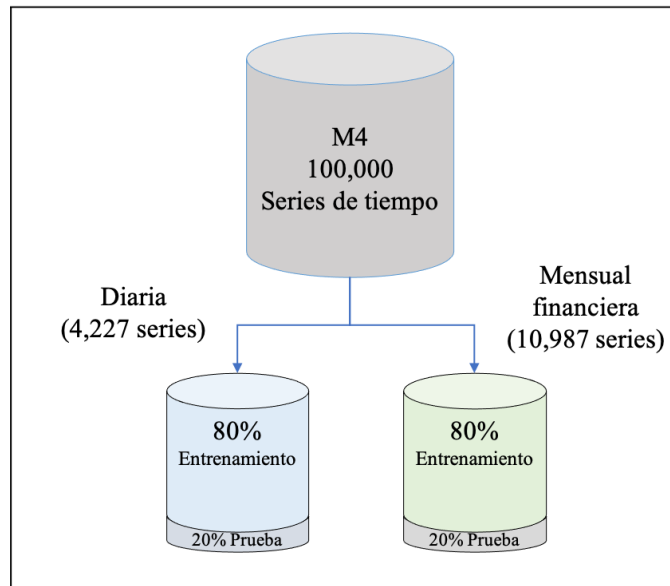 M4
100,000
Series de tiempo
Diaria
(4,227 series)
Mensual
financiera
(10,987 series)
80%
Entrenamiento
20% Prueba
80%
Entrenamiento
20% Prueba